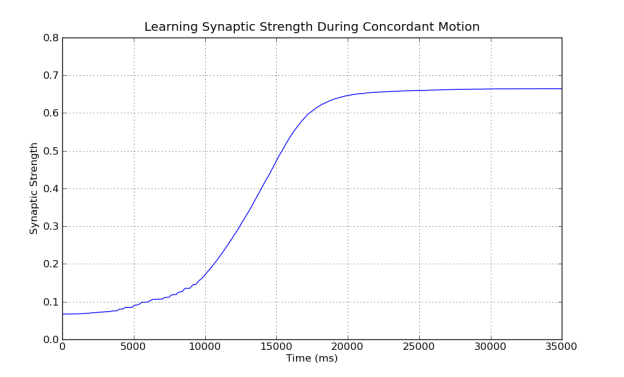 Learning Synaptic Strength During Concordant Motion
0.8
0.7
0.6
0.5
0.4
0.3
0.2
0.1
0.0
Synaptic Strength
0 5000 10000 15000 20000 25000 30000 35000
Time (ms)